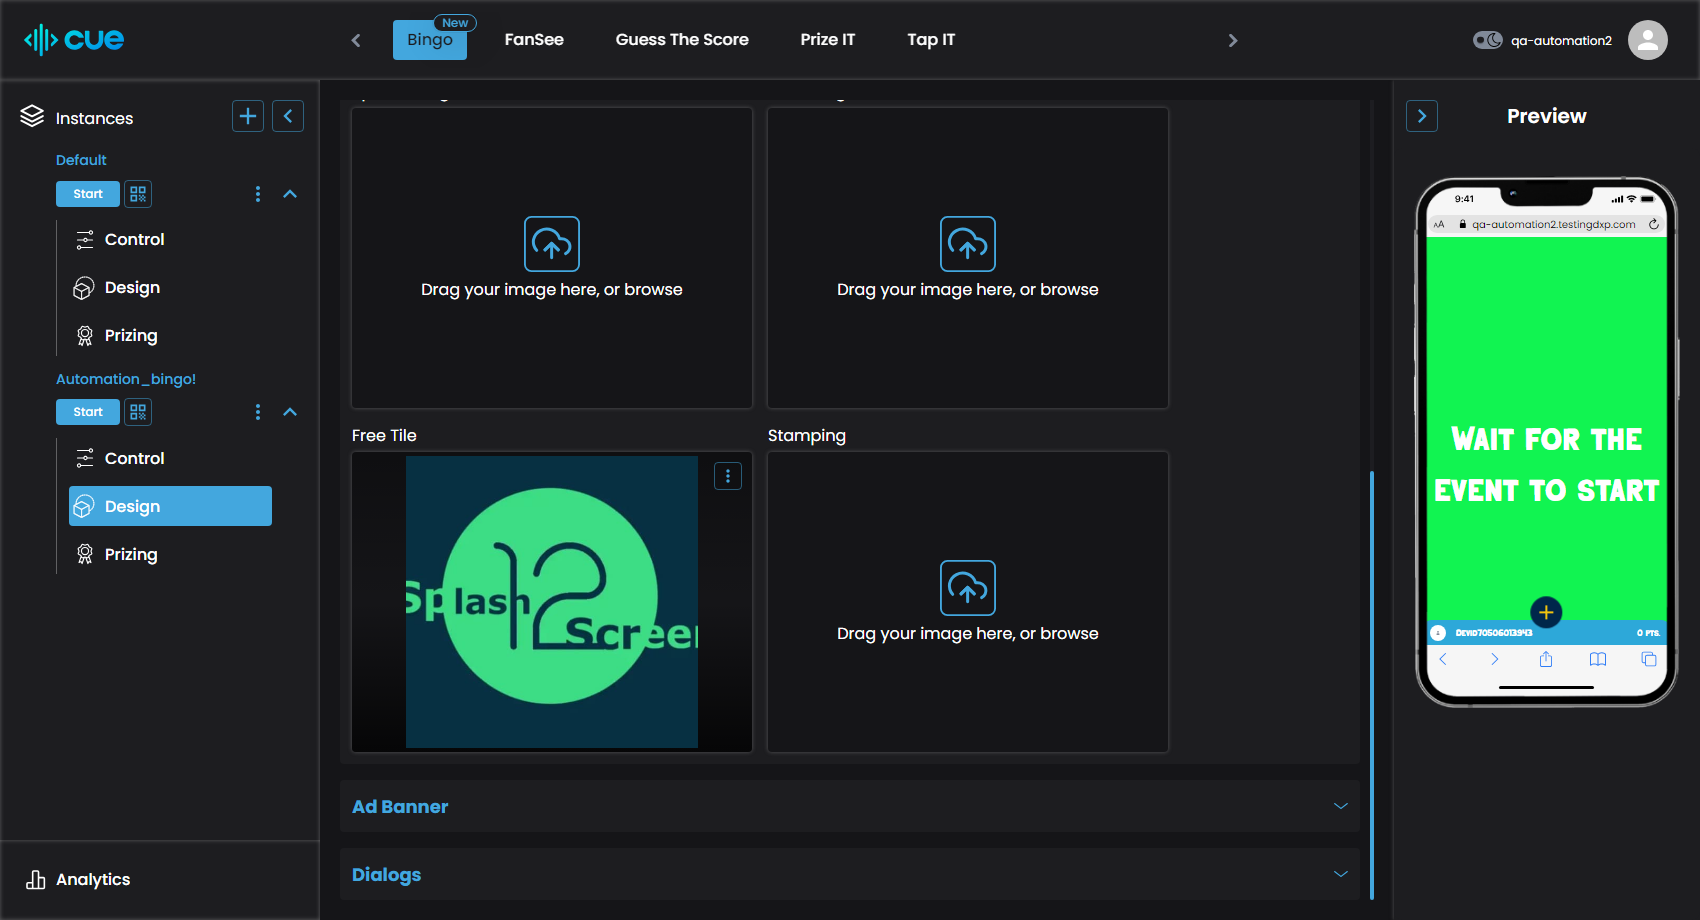 cue
New
Bingo
FanSee
Guess The Score
Prize IT
Tap IT
qa-automation2
Instances
Default
Start
Control
Design
Prizing
Automation_bingo!
Start
Control
Design
Prizing
Analytics
Drag your image here, or browse
Drag your image here, or browse
Free Tile
Stamping
Splash
12
Screen
Drag your image here, or browse
Ad Banner
Dialogs
Preview
9:41
AA
qa-automation2.testingdxp.com
WAIT FOR THE
EVENT TO START
DEVID70506013943
0 PTS.